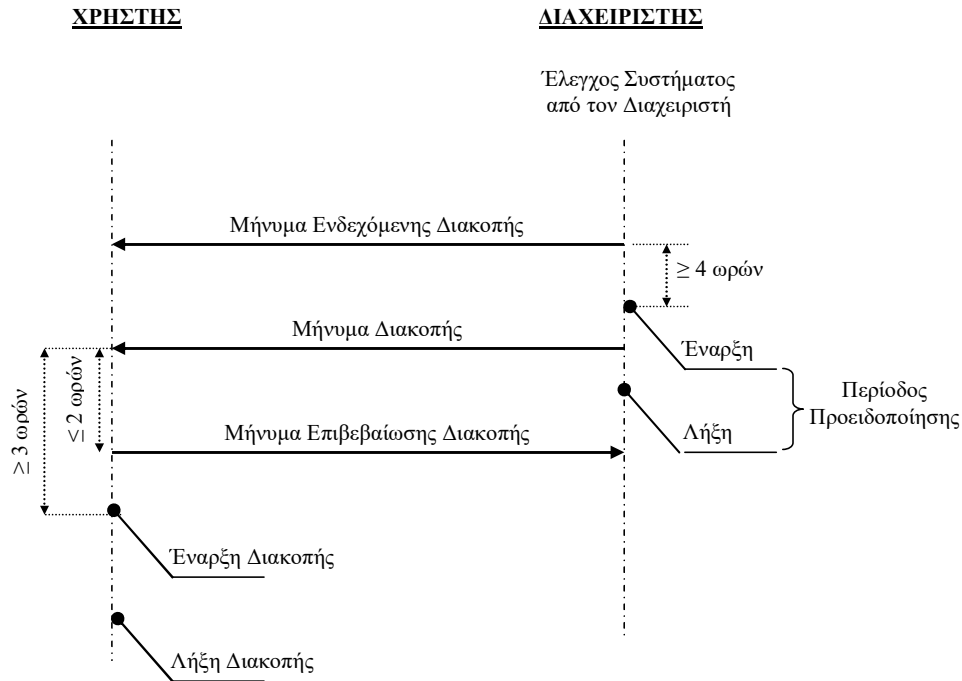 ΧΡΗΣΤΗΣ
ΔΙΑΧΕΙΡΙΣΤΗΣ
Έλεγχος Συστήματος
από τον Διαχειριστή
Μήνυμα Ενδεχόμενης Διακοπής
≥ 4 ωρών
Μήνυμα Διακοπής
Έναρξη
≥ 3 ωρών
≤ 2 ωρών
Περίοδος
Προειδοποίησης
Μήνυμα Επιβεβαίωσης Διακοπής
Λήξη
Έναρξη Διακοπής
Λήξη Διακοπής